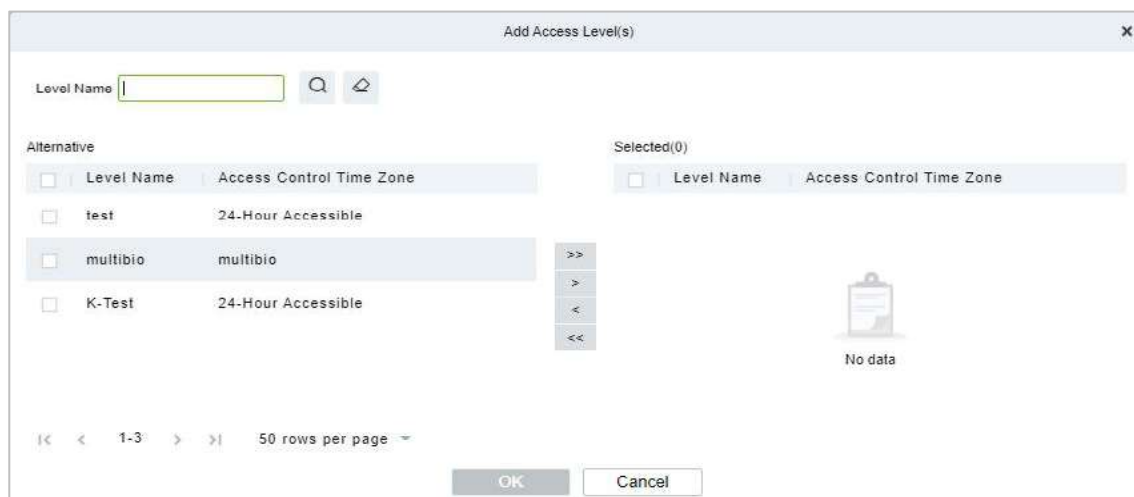 Add Access Level(s) ×
Level Name
Alternative
Level Name Access Control Time Zone
test 24-Hour Accessible
multibio multibio
K-Test 24-Hour Accessible
>>
>
<
<<
Selected(0)
Level Name Access Control Time Zone
No data
|< < 1-3 > >| 50 rows per page
OK Cancel